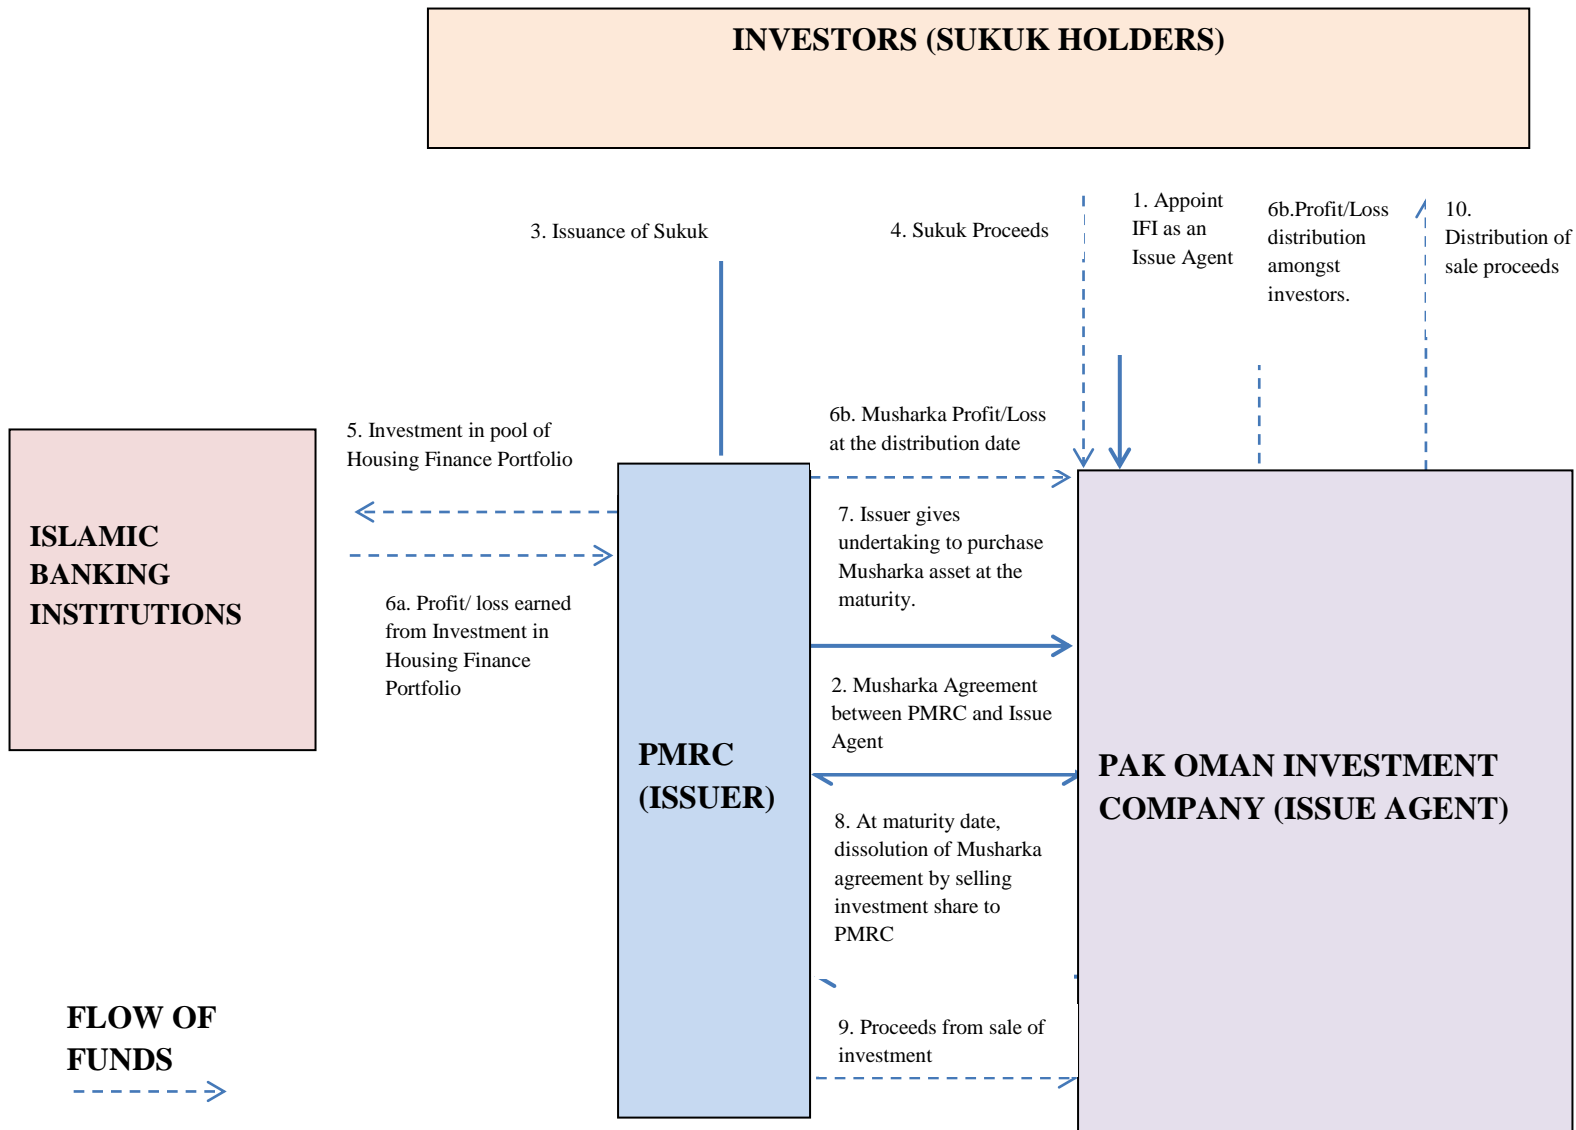 INVESTORS (SUKUK HOLDERS)
3. Issuance of Sukuk
4. Sukuk Proceeds
1. Appoint
IFI as an
Issue Agent
6b.Profit/Loss
distribution
amongst
investors.
10.
Distribution of
sale proceeds
5. Investment in pool of
Housing Finance Portfolio
6b. Musharka Profit/Loss
at the distribution date
ISLAMIC
BANKING
INSTITUTIONS
6a. Profit/ loss earned
from Investment in
Housing Finance
Portfolio
7. Issuer gives
undertaking to purchase
Musharka asset at the
maturity.
2. Musharka Agreement
between PMRC and Issue
Agent
PMRC
(ISSUER)
PAK OMAN INVESTMENT
COMPANY (ISSUE AGENT)
8. At maturity date,
dissolution of Musharka
agreement by selling
investment share to
PMRC
9. Proceeds from sale of
investment
FLOW OF
FUNDS